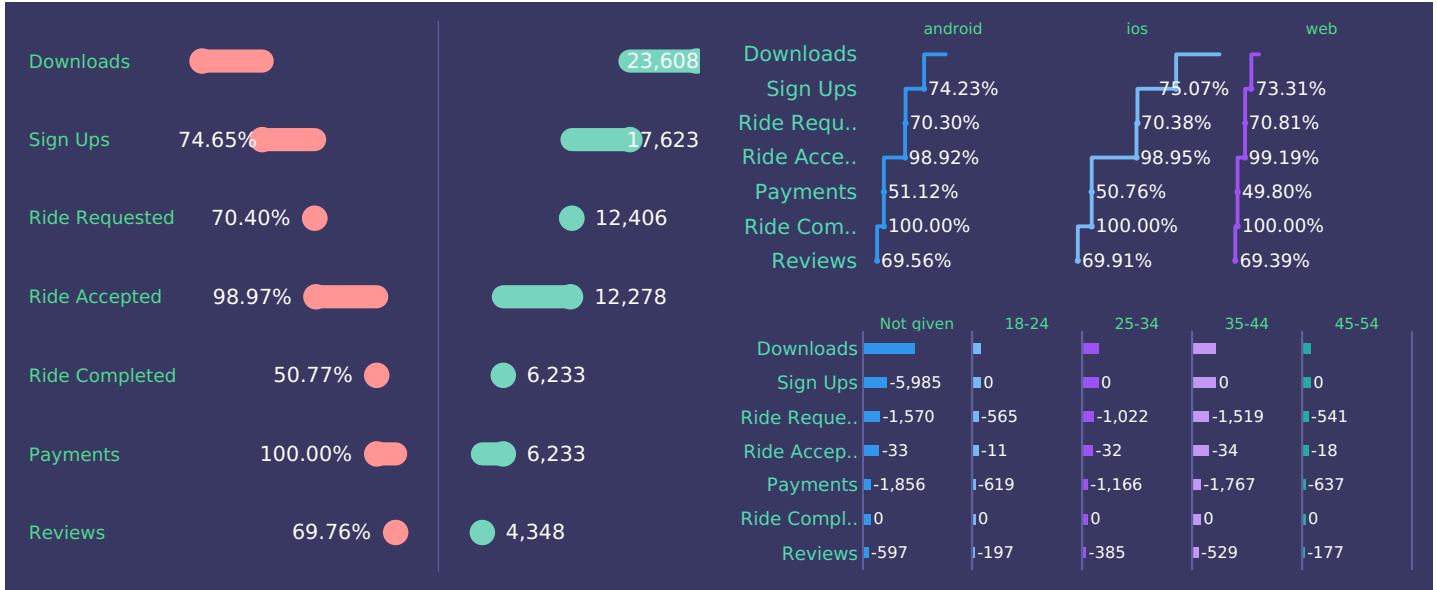 Downloads 23,608
Sign Ups 74.65% 17,623
Ride Requested 70.40% 12,406
Ride Accepted 98.97% 12,278
Ride Completed 50.77% 6,233
Payments 100.00% 6,233
Reviews 69.76% 4,348
android ios web
Downloads
Sign Ups 74.23% 75.07% 73.31%
Ride Requ.. 70.30% 70.38% 70.81%
Ride Acce.. 98.92% 98.95% 99.19%
Payments 51.12% 50.76% 49.80%
Ride Com.. 100.00% 100.00% 100.00%
Reviews 69.56% 69.91% 69.39%
Not given 18-24 25-34 35-44 45-54
Downloads
Sign Ups -5,985 0 0 0 0
Ride Reque.. -1,570 -565 -1,022 -1,519 -541
Ride Accep.. -33 -11 -32 -34 -18
Payments -1,856 -619 -1,166 -1,767 -637
Ride Compl.. 0 0 0 0 0
Reviews -597 -197 -385 -529 -177